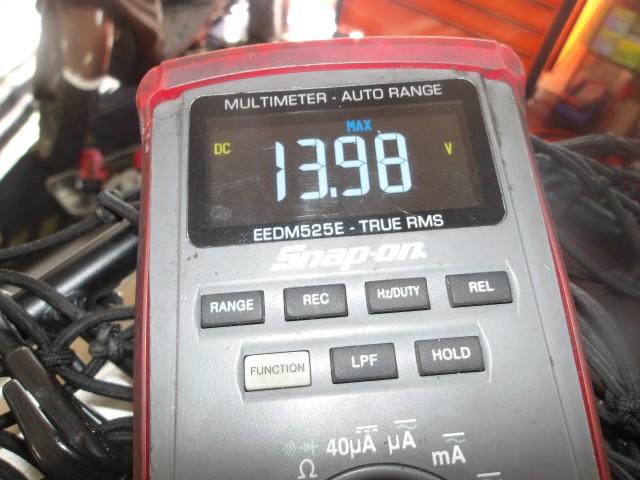 MULTIMETER - AUTO RANGE
MAX
DC 13.98 V
EEDM525E - TRUE RMS
Snap-on
RANGE REC Hz/DUTY REL
FUNCTION LPF HOLD
40µA µA mA
Ω